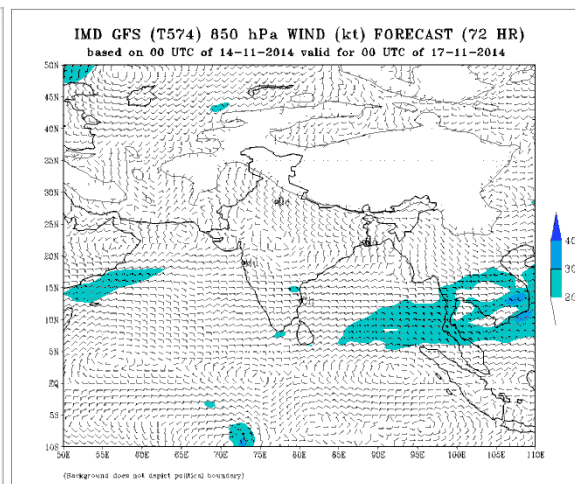 IMD GFS (T574) 850 hPa WIND (kt) FORECAST (72 HR)
based on 00 UTC of 14-11-2014 valid for 00 UTC of 17-11-2014
50N
45N
40N
35N
30N
25N
20N
15N
10N
5N
5S
10S
50E 55E 60E 65E 70E 75E 80E 85E 90E 95E 100E 105E 110E
40
30
20
(Background does not depict political boundary)